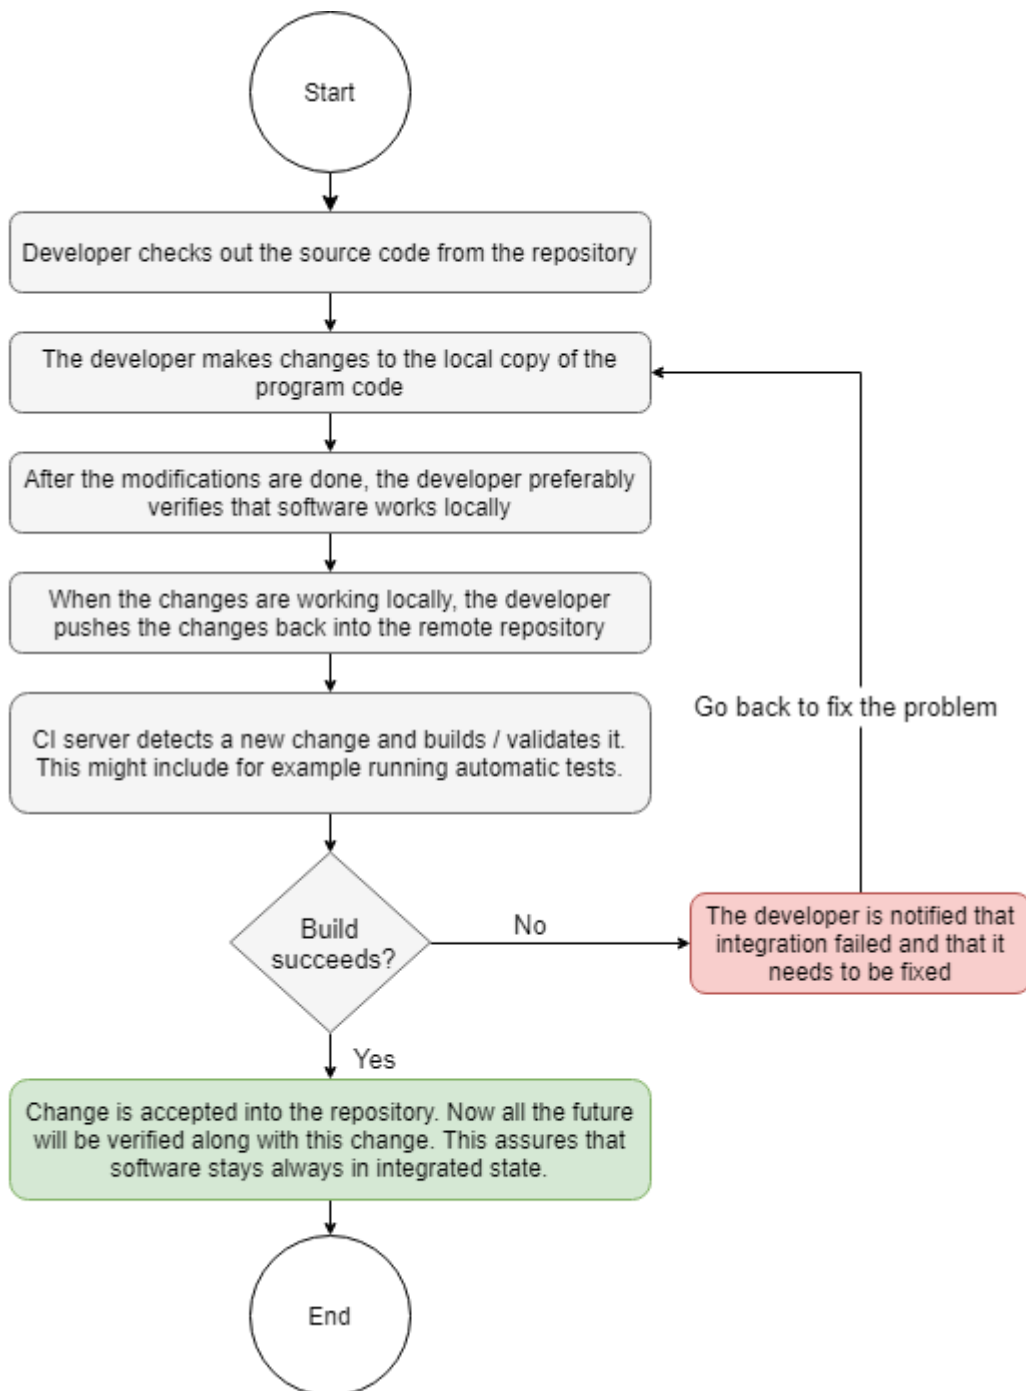 Start
Developer checks out the source code from the repository
The developer makes changes to the local copy of the
program code
After the modifications are done, the developer preferably
verifies that software works locally
When the changes are working locally, the developer
pushes the changes back into the remote repository
Go back to fix the problem
CI server detects a new change and builds / validates it.
This might include for example running automatic tests.
Build
succeeds?
No
The developer is notified that
integration failed and that it
needs to be fixed
Yes
Change is accepted into the repository. Now all the future
will be verified along with this change. This assures that
software stays always in integrated state.
End